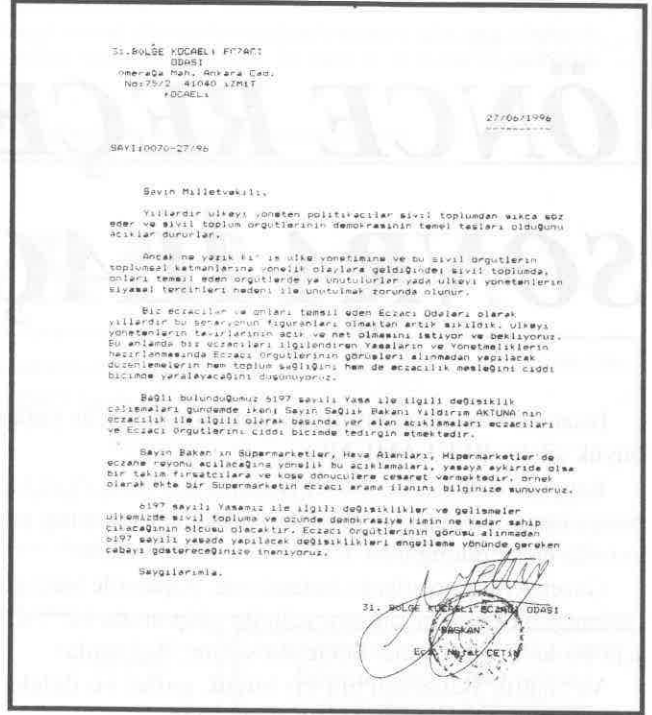 31.BÖLGE KOCAELİ ECZACI
ODASI
Ömerağa Mah. Ankara Cad.
No:75/2 41040 İZMİT
KOCAELİ
27/06/1996
SAYI:0070-27/96
Sayın Milletvekili,
Yıllardır ülkeyi yöneten politikacılar sivil toplumdan sıkca söz
eder ve sivil toplum örgütlerinin demokrasinin temel taşları olduğunu
açıklar dururlar.
Ancak ne yazık ki iş ülke yönetimine ve bu sivil örgütlerin
toplumsal katmanlarına yönelik olaylara geldiğinde; sivil toplumda,
onları temsil eden örgütlerde ya unutulurlar yada ülkeyi yönetenlerin
siyasal tercihleri nedeni ile unutulmak zorunda olunur.
Biz eczacılar ve onları temsil eden Eczacı Odaları olarak
yıllardır bu senaryonun figüranları olmaktan artık sıkıldık. Ülkeyi
yönetenlerin tavırlarının açık ve net olmasını istiyor ve bekliyoruz.
Bu anlamda biz eczacıları ilgilendiren Yasaların ve Yönetmeliklerin
hazırlanmasında Eczacı Örgütlerinin görüşleri alınmadan yapılacak
düzenlemelerin hem toplum sağlığını hem de eczacılık mesleğini ciddi
biçimde yaralayacağını düşünüyoruz.
Bağlı bulunduğumuz 6197 sayılı Yasa ile ilgili değişiklik
çalışmaları gündemde iken; Sayın Sağlık Bakanı Yıldırım AKTUNA'nın
eczacılık ile ilgili olarak basında yer alan açıklamaları eczacıları
ve Eczacı Örgütlerini ciddi biçimde tedirgin etmektedir.
Sayın Bakan'ın Süpermarketler, Hava Alanları, Hipermarketler'de
eczane reyonu açılacağına yönelik bu açıklamaları, yasaya aykırıde olsa
bir takım fırsatcılara ve köşe dönücülere cesaret vermektedir. Örnek
olarak ekte bir Süpermarketin eczacı arama ilanını bilginize sunuyoruz.
6197 sayılı Yasamız ile ilgili değişiklikler ve gelişmeler
ülkemizde sivil topluma ve özünde demokrasiye kimin ne kadar sahip
çıkacağının ölçüsü olacaktır. Eczacı Örgütlerinin görüşü alınmadan
6197 sayılı yasada yapılacak değişiklikleri engelleme yönünde gereken
çabayı göstereceğinize inanıyoruz.
Saygılarımla.
31. BÖLGE KOCAELİ ECZACI ODASI
BAŞKAN
Ecz. Murat ÇETİN